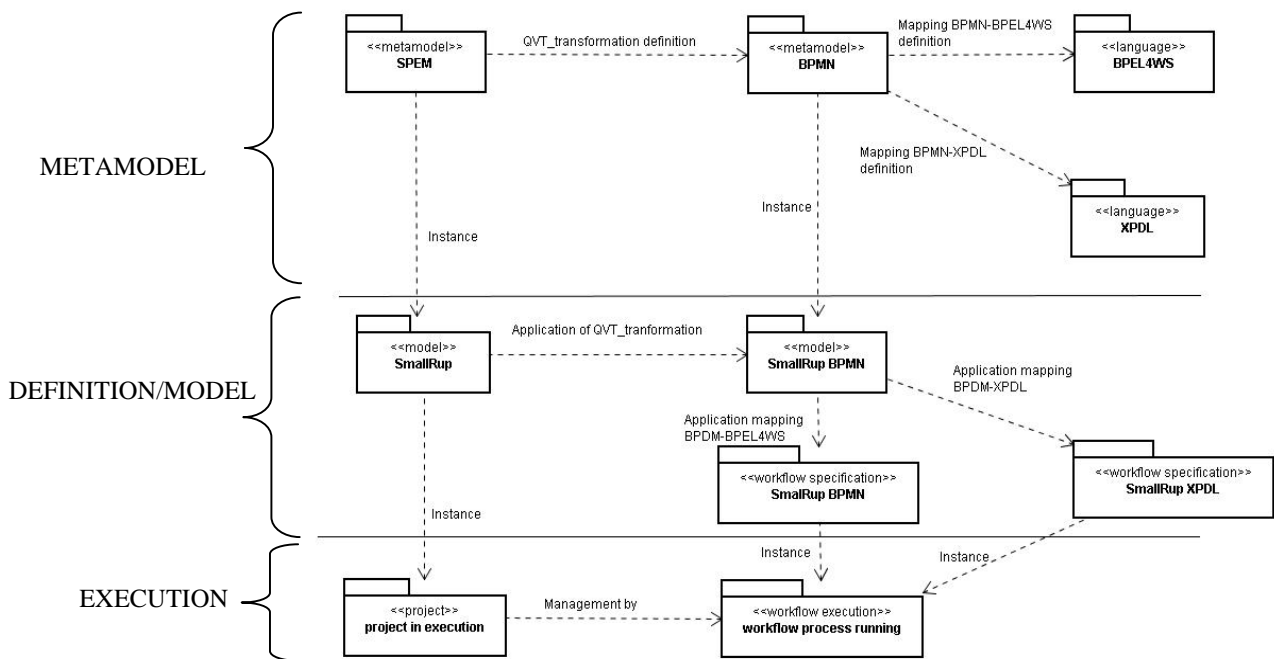 <<metamodel>>
SPEM
QVT_transformation definition
<<metamodel>>
BPMN
Mapping BPMN-BPEL4WS
definition
<<language>>
BPEL4WS
METAMODEL
Mapping BPMN-XPDL
definition
<<language>>
XPDL
Instance
Instance
DEFINITION/MODEL
<<model>>
SmallRup
Application of QVT_tranformation
<<model>>
SmallRup BPMN
Application mapping
BPDM-XPDL
Application mapping
BPDM-BPEL4WS
<<workflow specification>>
SmalRup BPMN
<<workflow specification>>
SmallRup XPDL
Instance
Instance
Instance
EXECUTION
<<project>>
project in execution
Management by
<<workflow execution>>
workflow process running